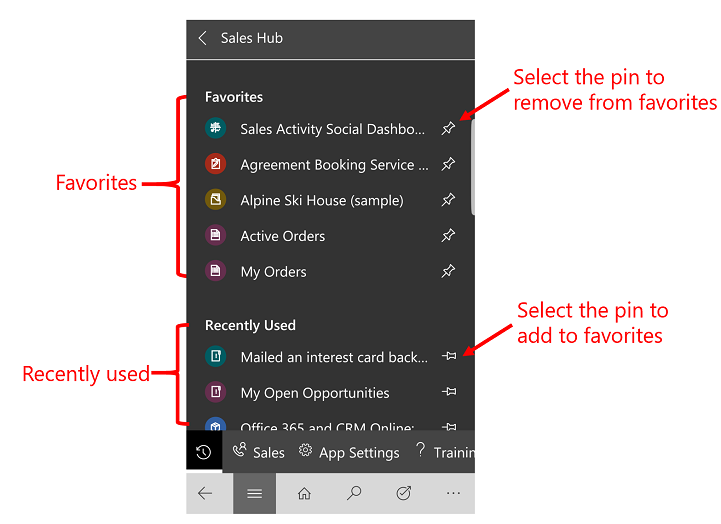 Sales Hub
Select the pin to
remove from favorites
Favorites
Sales Activity Social Dashbo...
Agreement Booking Service ...
Favorites
Alpine Ski House (sample)
Active Orders
My Orders
Select the pin to
add to favorites
Recently Used
Mailed an interest card back...
Recently used
My Open Opportunities
Office 365 and CRM Online:
Sales App Settings ? Trainin